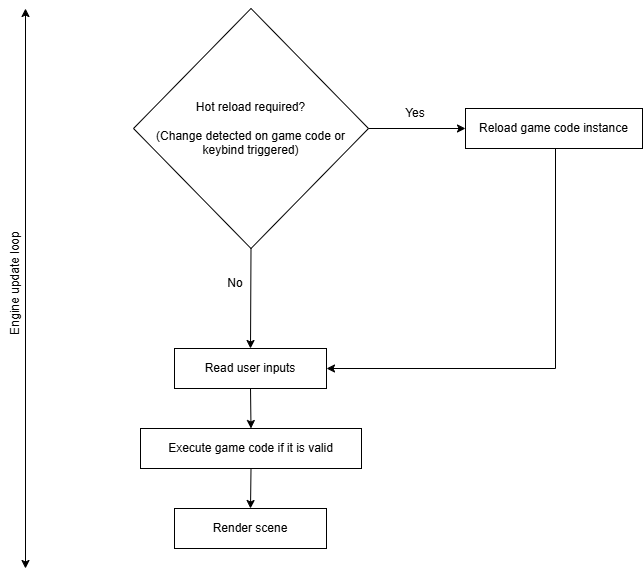 Hot reload required?
(Change detected on game code or
keybind triggered)
Yes
Reload game code instance
Engine update loop
No
Read user inputs
Execute game code if it is valid
Render scene